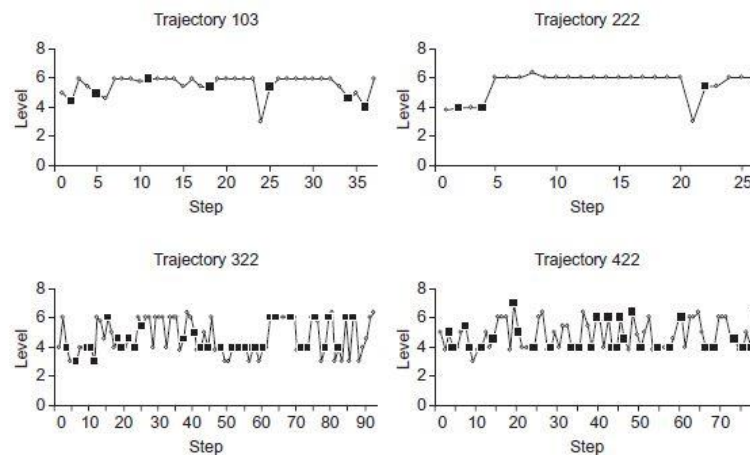 Trajectory 103
8
6
4
2
0
Level
0 5 10 15 20 25 30 35
Step
Trajectory 222
8
6
4
2
0
Level
0 5 10 15 20 25
Step
Trajectory 322
8
6
4
2
0
Level
0 10 20 30 40 50 60 70 80 90
Step
Trajectory 422
8
6
4
2
0
Level
0 10 20 30 40 50 60 70
Step